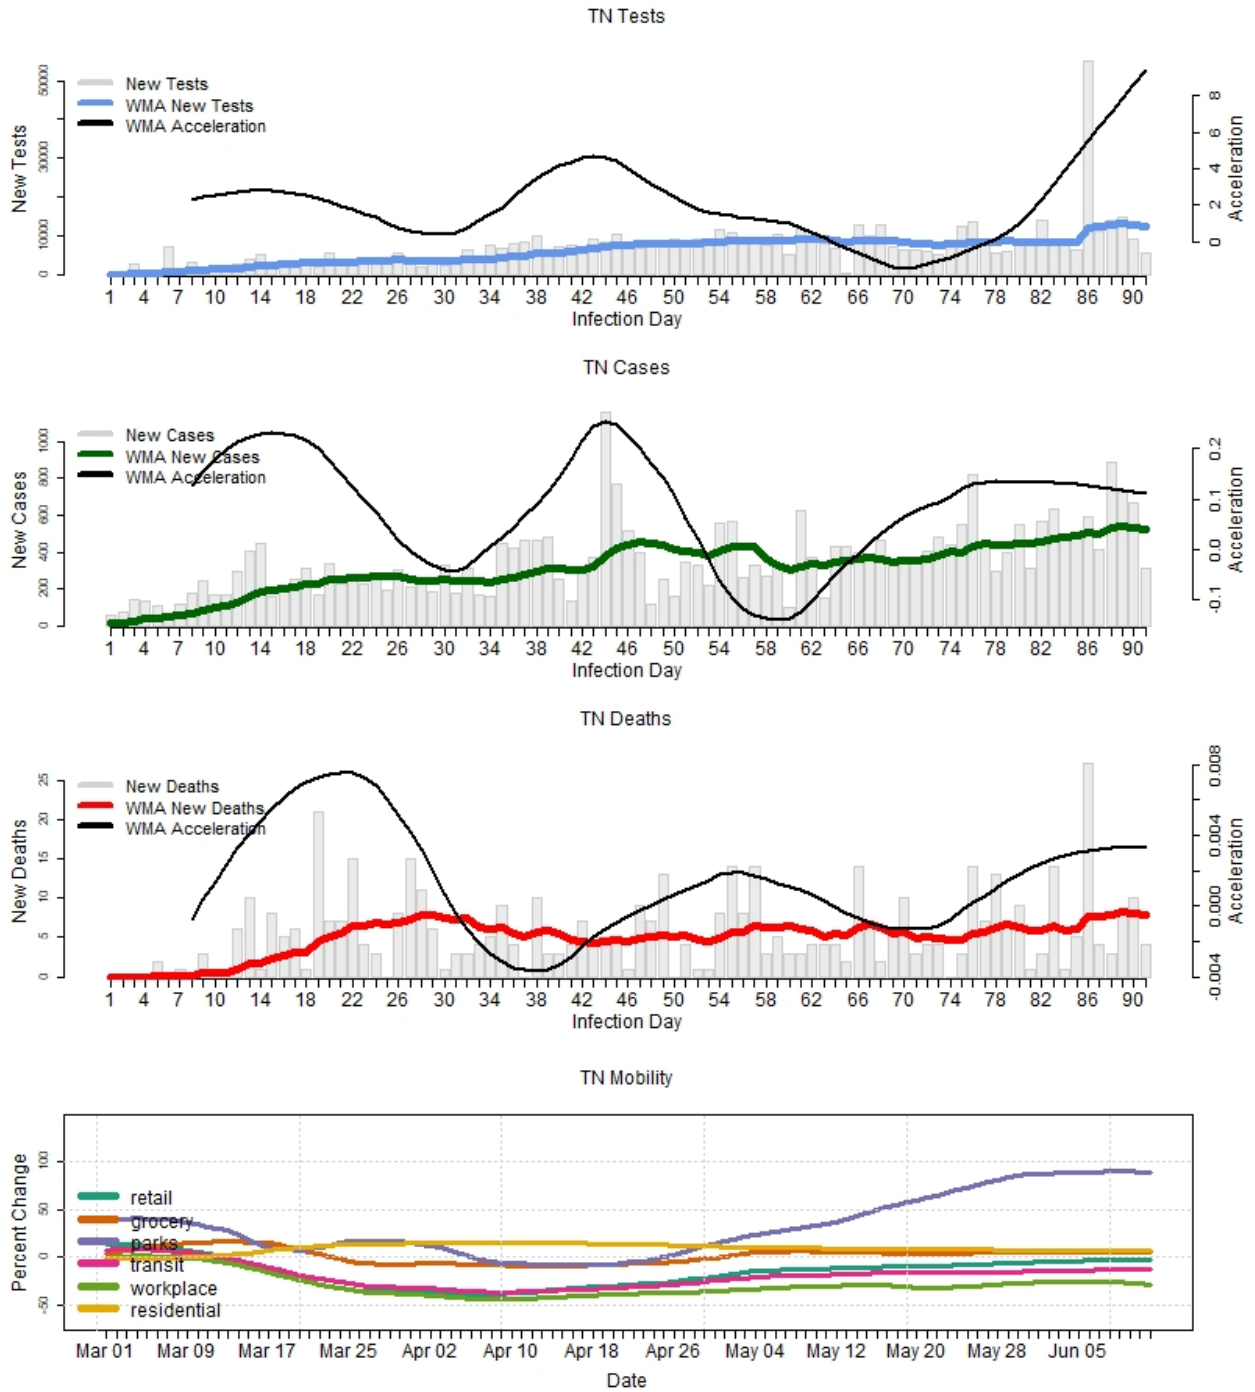 TN Tests
New Tests
WMA New Tests
WMA Acceleration
New Tests
0 10000 30000 50000
Acceleration
0 2 4 6 8
1 4 7 10 14 18 22 26 30 34 38 42 46 50 54 58 62 66 70 74 78 82 86 90
Infection Day
TN Cases
New Cases
WMA New Cases
WMA Acceleration
New Cases
0 200 400 600 800 1000
Acceleration
-0.1 0.0 0.1 0.2
1 4 7 10 14 18 22 26 30 34 38 42 46 50 54 58 62 66 70 74 78 82 86 90
Infection Day
TN Deaths
New Deaths
WMA New Deaths
WMA Acceleration
New Deaths
0 5 10 15 20 25
Acceleration
-0.004 0.000 0.004 0.008
1 4 7 10 14 18 22 26 30 34 38 42 46 50 54 58 62 66 70 74 78 82 86 90
Infection Day
TN Mobility
Percent Change
-50 0 50 100
retail
grocery
parks
transit
workplace
residential
Mar 01 Mar 09 Mar 17 Mar 25 Apr 02 Apr 10 Apr 18 Apr 26 May 04 May 12 May 20 May 28 Jun 05
Date